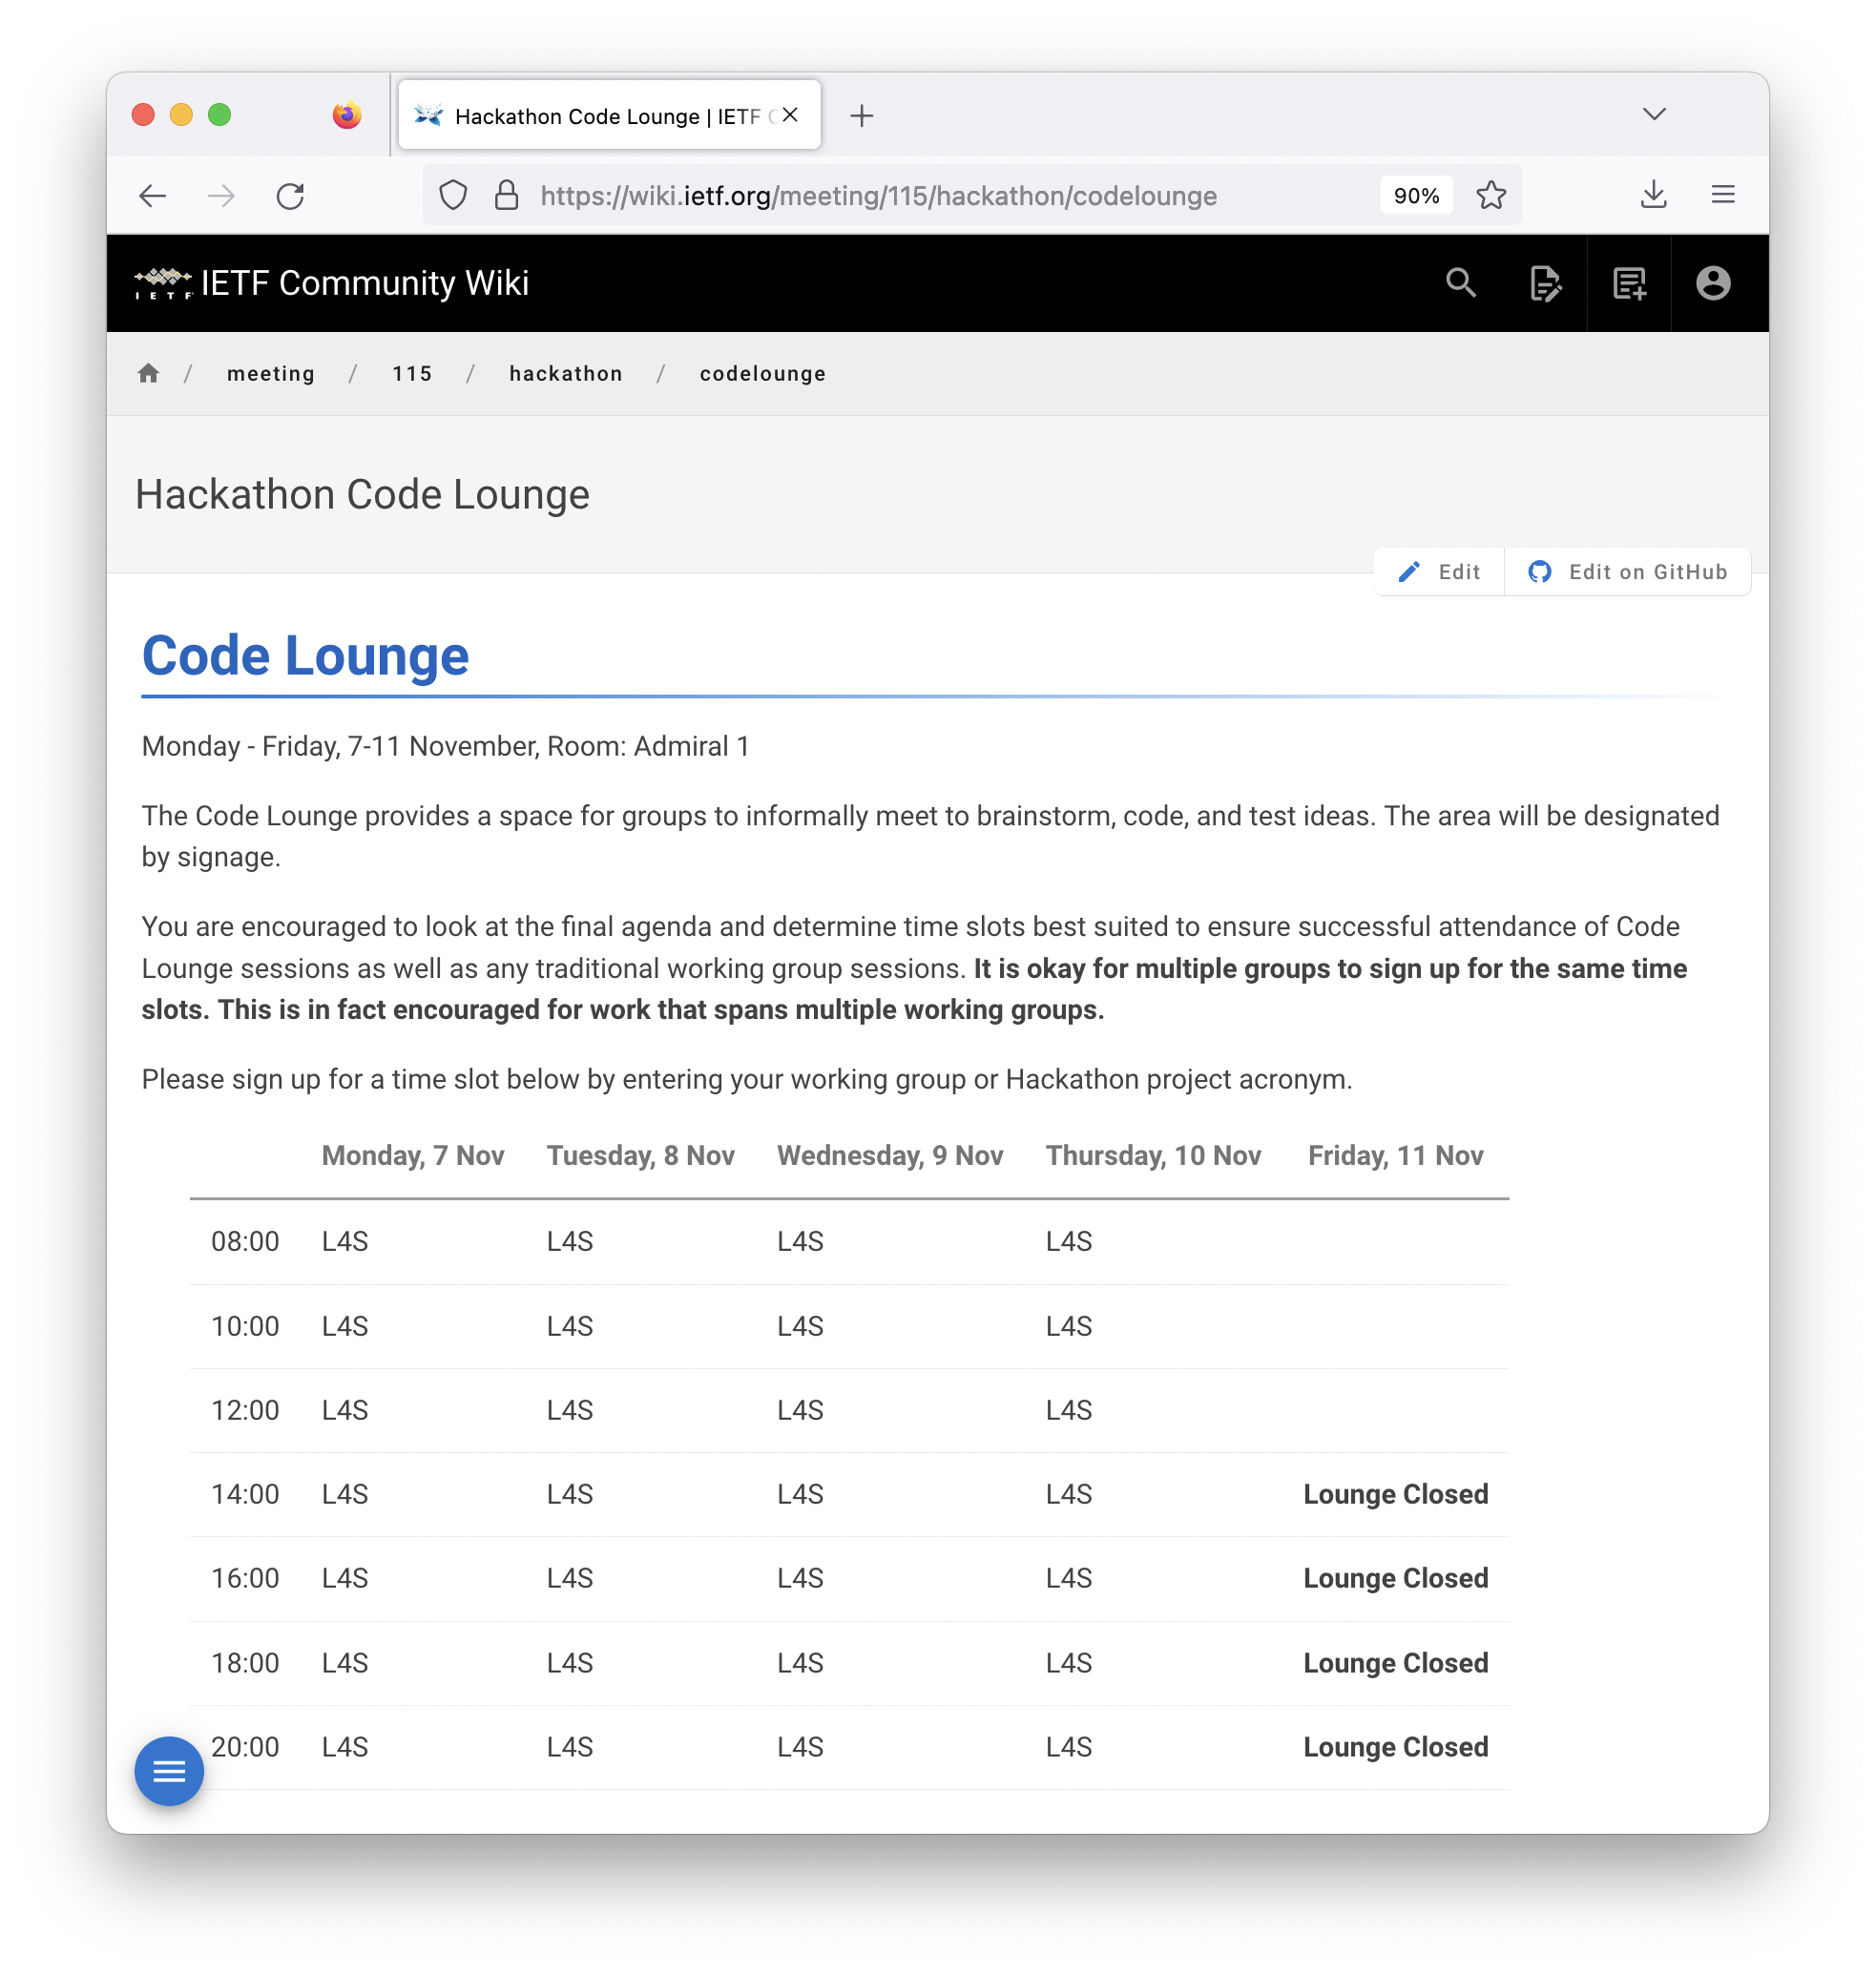 Hackathon Code Lounge | IETF
https://wiki.ietf.org/meeting/115/hackathon/codelounge 90%
IETF IETF Community Wiki
/ meeting / 115 / hackathon / codelounge
Hackathon Code Lounge
Edit Edit on GitHub
Code Lounge
Monday - Friday, 7-11 November, Room: Admiral 1
The Code Lounge provides a space for groups to informally meet to brainstorm, code, and test ideas. The area will be designated
by signage.
You are encouraged to look at the final agenda and determine time slots best suited to ensure successful attendance of Code
Lounge sessions as well as any traditional working group sessions. It is okay for multiple groups to sign up for the same time
slots. This is in fact encouraged for work that spans multiple working groups.
Please sign up for a time slot below by entering your working group or Hackathon project acronym.
Monday, 7 Nov Tuesday, 8 Nov Wednesday, 9 Nov Thursday, 10 Nov Friday, 11 Nov
08:00 L4S L4S L4S L4S
10:00 L4S L4S L4S L4S
12:00 L4S L4S L4S L4S
14:00 L4S L4S L4S L4S Lounge Closed
16:00 L4S L4S L4S L4S Lounge Closed
18:00 L4S L4S L4S L4S Lounge Closed
20:00 L4S L4S L4S L4S Lounge Closed